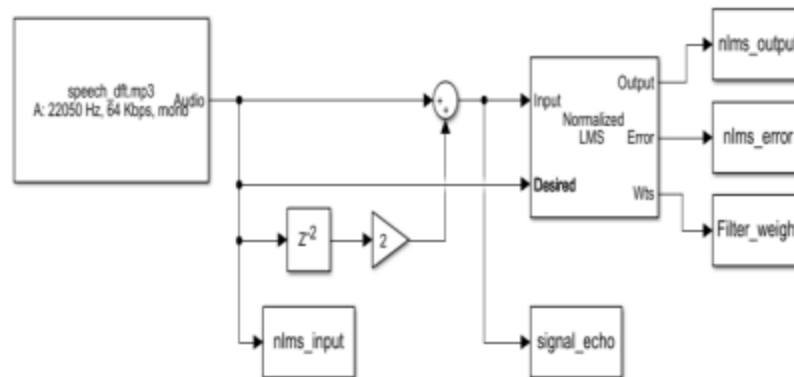 speech_dft.mp3
A: 22050 Hz, 64 Kbps, mono
Audio
+
+
Input
Desired
Normalized
LMS
Output
Error
Wts
nlms_output
nlms_error
Filter_weigh
Z-2
2
nlms_input
signal_echo